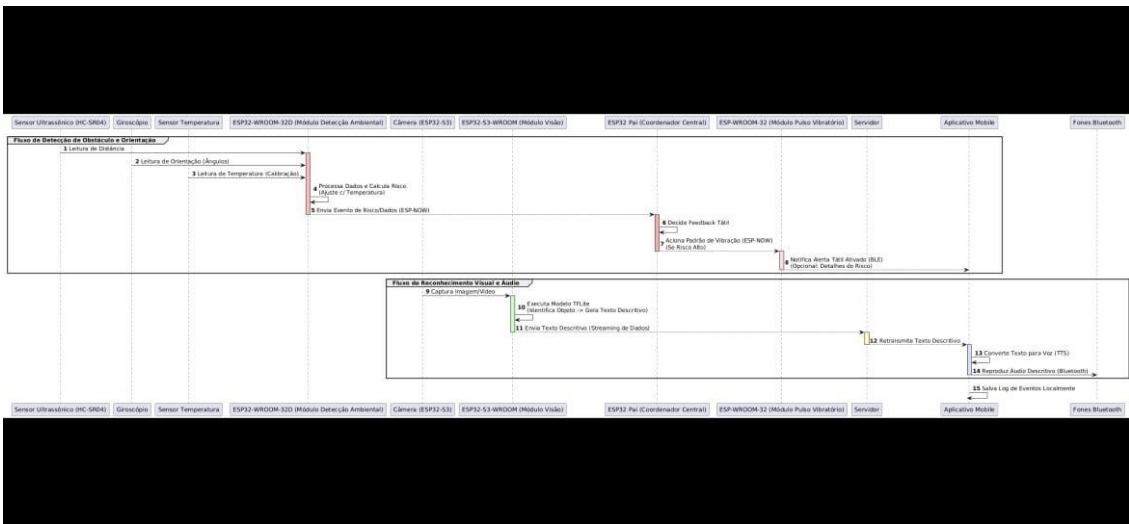 Sensor Ultrassônico (HC-SR04) Giroscópio Sensor Temperatura ESP32-WROOM-32D (Módulo Detecção Ambiental) Câmera (ESP32-S3) ESP32-S3-WROOM (Módulo Visão) ESP32 Pai (Coordenador Central) ESP-WROOM-32 (Módulo Pulso Vibratório) Servidor Aplicativo Mobile Fones Bluetooth
Fluxo de Detecção de Obstáculo e Orientação
1 Leitura de Distância
2 Leitura de Orientação (Ângulos)
3 Leitura de Temperatura (Calibração)
4 Processa Dados e Calcula Risco
(Ajuste c/ Temperatura)
5 Envia Evento de Risco/Dados (ESP-NOW)
6 Decide Feedback Tátil
7 Aciona Padrão de Vibração (ESP-NOW)
(Se Risco Alto)
8 Notifica Alerta Tátil Ativado (BLE)
(Opcional: Detalhes do Risco)
Fluxo de Reconhecimento Visual e Áudio
9 Captura Imagem/Vídeo
10 Executa Modelo TFLite
(Identifica Objeto -> Gera Texto Descritivo)
11 Envia Texto Descritivo (Streaming de Dados)
12 Retransmite Texto Descritivo
13 Converte Texto para Voz (TTS)
14 Reproduz Áudio Descritivo (Bluetooth)
15 Salva Log de Eventos Localmente
Sensor Ultrassônico (HC-SR04) Giroscópio Sensor Temperatura ESP32-WROOM-32D (Módulo Detecção Ambiental) Câmera (ESP32-S3) ESP32-S3-WROOM (Módulo Visão) ESP32 Pai (Coordenador Central) ESP-WROOM-32 (Módulo Pulso Vibratório) Servidor Aplicativo Mobile Fones Bluetooth